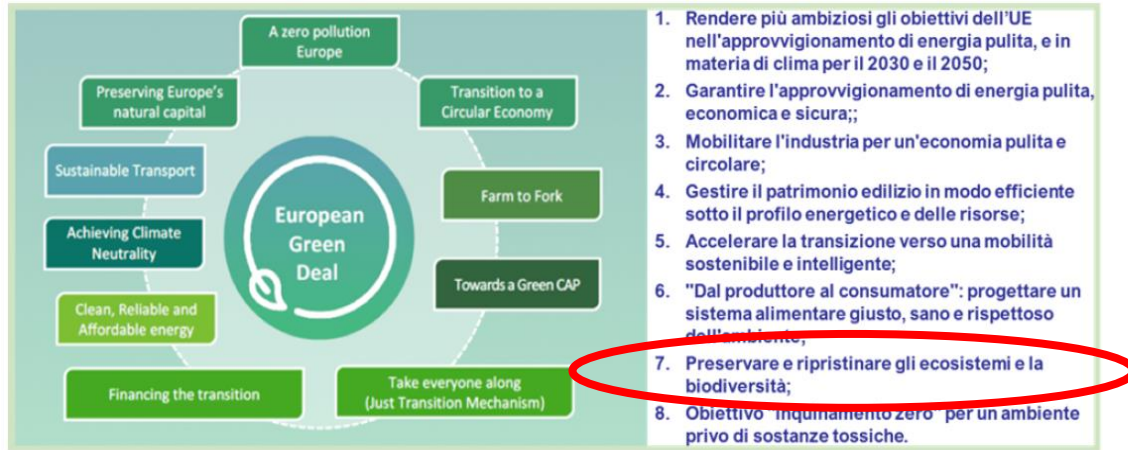 A zero pollution
Europe
Preserving Europe's
natural capital
Transition to a
Circular Economy
Sustainable Transport
Farm to Fork
European
Green
Deal
Achieving Climate
Neutrality
Towards a Green CAP
Clean, Reliable and
Affordable energy
Financing the transition
Take everyone along
(Just Transition Mechanism)
1. Rendere più ambiziosi gli obiettivi dell'UE
nell'approvvigionamento di energia pulita, e in
materia di clima per il 2030 e il 2050;
2. Garantire l'approvvigionamento di energia pulita,
economica e sicura;;
3. Mobilitare l'industria per un'economia pulita e
circolare;
4. Gestire il patrimonio edilizio in modo efficiente
sotto il profilo energetico e delle risorse;
5. Accelerare la transizione verso una mobilità
sostenibile e intelligente;
6. "Dal produttore al consumatore": progettare un
sistema alimentare giusto, sano e rispettoso
dell'ambiente;
7. Preservare e ripristinare gli ecosistemi e la
biodiversità;
8. Obiettivo "inquinamento zero" per un ambiente
privo di sostanze tossiche.